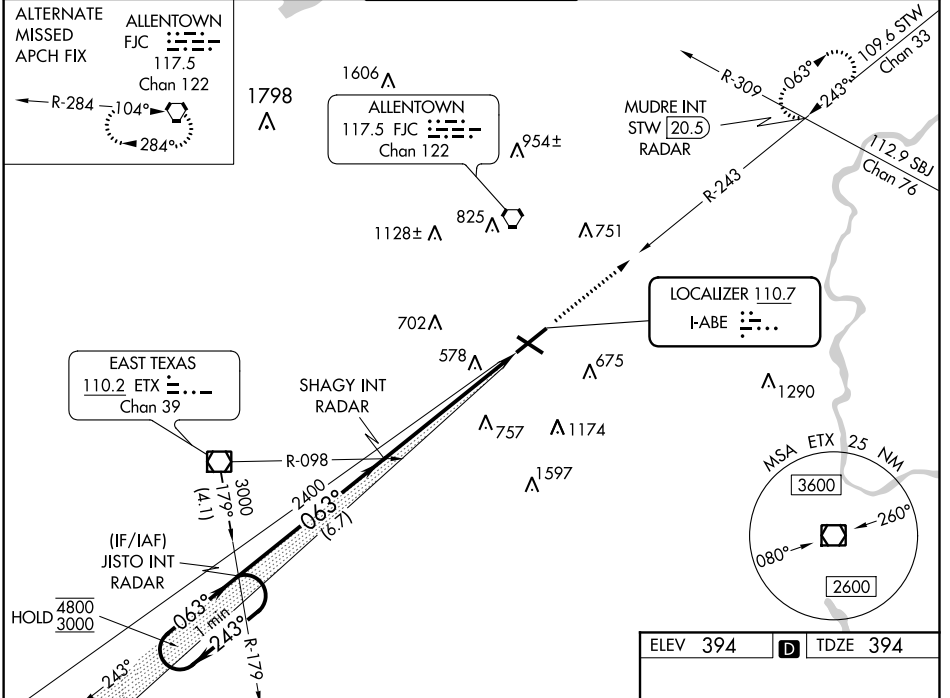 ALTERNATE
MISSED
APCH FIX
ALLENTOWN
FJC
117.5
Chan 122
R-284
104°
284°
1798
1606
ALLENTOWN
117.5 FJC
Chan 122
954±
825
1128±
751
MUDRE INT
STW 20.5
RADAR
R-309
063°
243°
109.6 STW
Chan 33
112.9 SBJ
Chan 76
R-243
LOCALIZER 110.7
I-ABE
702
578
675
1290
757
1174
1597
EAST TEXAS
110.2 ETX
Chan 39
SHAGY INT
RADAR
R-098
3000
179°
(4.1)
2400
063°
(6.7)
(IF/IAF)
JISTO INT
RADAR
HOLD 4800
3000
063°
1 min
243°
243°
R-179
MSA ETX 25 NM
3600
260°
080°
2600
ELEV 394 D TDZE 394